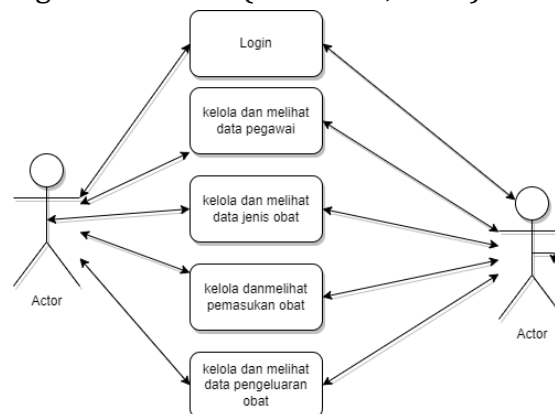 Login
kelola dan melihat
data pegawai
kelola dan melihat
data jenis obat
kelola danmelihat
pemasukan obat
kelola dan melihat
data pengeluaran
obat
Actor
Actor